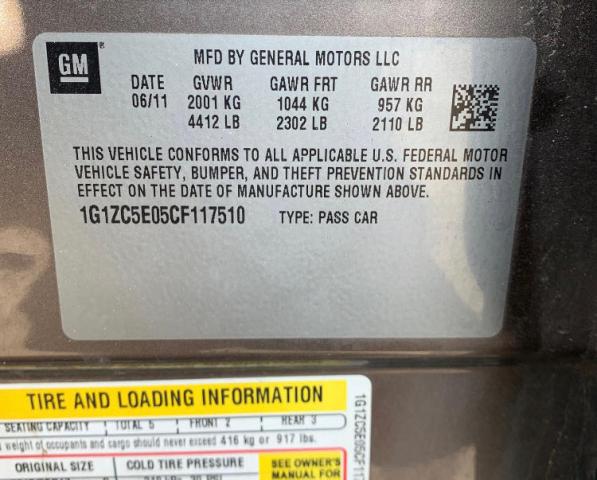 GM
MFD BY GENERAL MOTORS LLC
DATE GVWR GAWR FRT GAWR RR
06/11 2001 KG 1044 KG 957 KG
4412 LB 2302 LB 2110 LB
THIS VEHICLE CONFORMS TO ALL APPLICABLE U.S. FEDERAL MOTOR
VEHICLE SAFETY, BUMPER, AND THEFT PREVENTION STANDARDS IN
EFFECT ON THE DATE OF MANUFACTURE SHOWN ABOVE.
1G1ZC5E05CF117510 TYPE: PASS CAR
TIRE AND LOADING INFORMATION
SEATING CAPACITY TOTAL 5 FRONT 2 REAR 3
weight of occupants and cargo should never exceed 416 kg or 917 lbs.
ORIGINAL SIZE COLD TIRE PRESSURE SEE OWNER'S
MANUAL FOR
1G1ZC5E05CF11